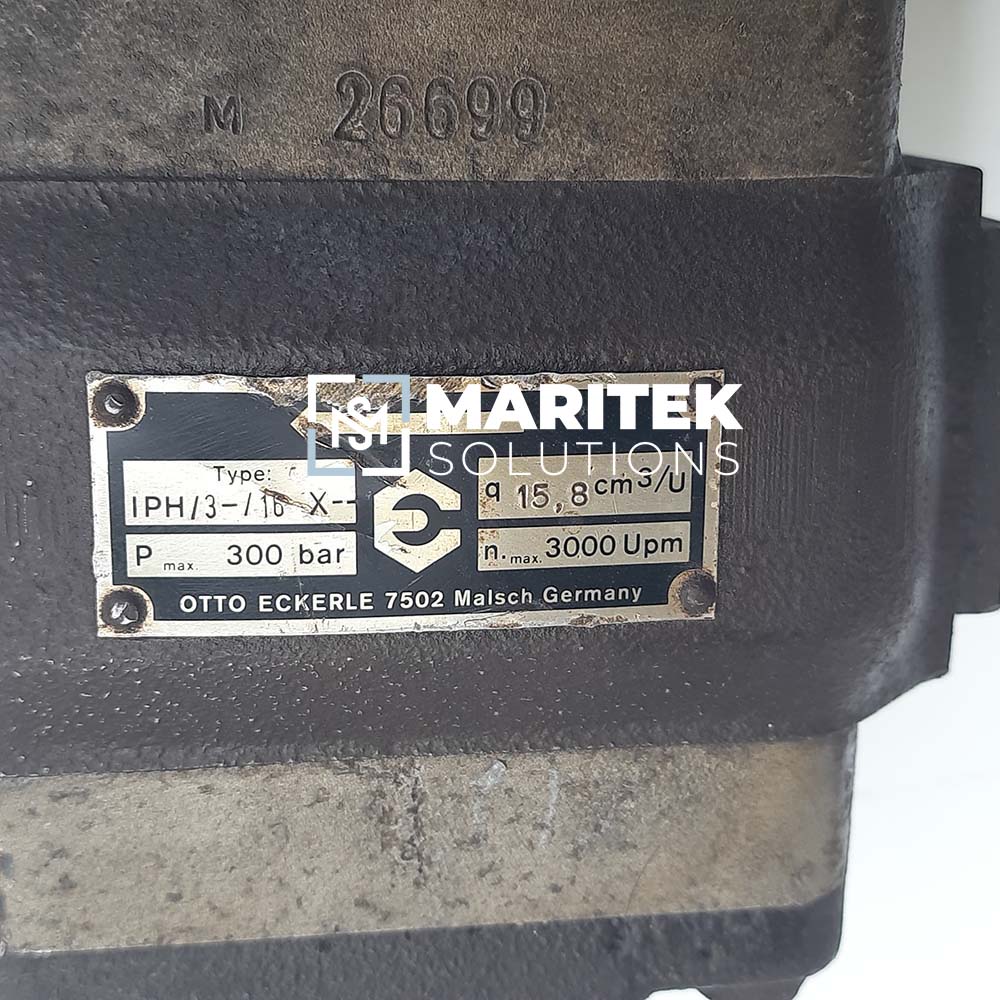 M 26699
MARITEK
SOLUTIONS
Type:
IPH/3-/16 X--
P max. 300 bar
q 15,8 cm3/U
n. max. 3000 Upm
OTTO ECKERLE 7502 Malsch Germany